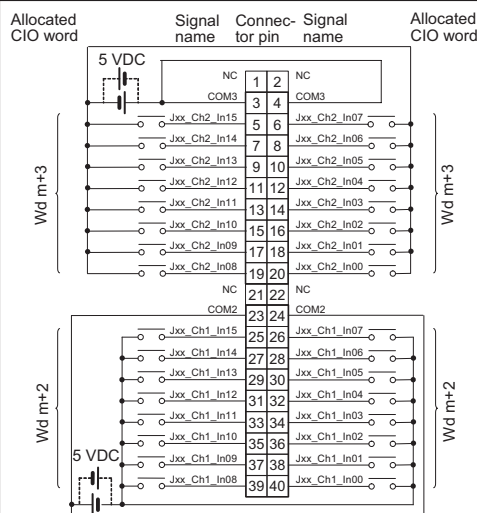 Allocated CIO word Signal name Connec- tor pin Signal name Allocated CIO word
5 VDC
NC 1 2 NC
COM3 3 4 COM3
Jxx_Ch2_In15 5 6 Jxx_Ch2_In07
Jxx_Ch2_In14 7 8 Jxx_Ch2_In06
Jxx_Ch2_In13 9 10 Jxx_Ch2_In05
Jxx_Ch2_In12 11 12 Jxx_Ch2_In04
Jxx_Ch2_In11 13 14 Jxx_Ch2_In03
Jxx_Ch2_In10 15 16 Jxx_Ch2_In02
Jxx_Ch2_In09 17 18 Jxx_Ch2_In01
Jxx_Ch2_In08 19 20 Jxx_Ch2_In00
Wd m+3
Wd m+3
NC 21 22 NC
COM2 23 24 COM2
Jxx_Ch1_In15 25 26 Jxx_Ch1_In07
Jxx_Ch1_In14 27 28 Jxx_Ch1_In06
Jxx_Ch1_In13 29 30 Jxx_Ch1_In05
Jxx_Ch1_In12 31 32 Jxx_Ch1_In04
Jxx_Ch1_In11 33 34 Jxx_Ch1_In03
Jxx_Ch1_In10 35 36 Jxx_Ch1_In02
Jxx_Ch1_In09 37 38 Jxx_Ch1_In01
Jxx_Ch1_In08 39 40 Jxx_Ch1_In00
Wd m+2
Wd m+2
5 VDC